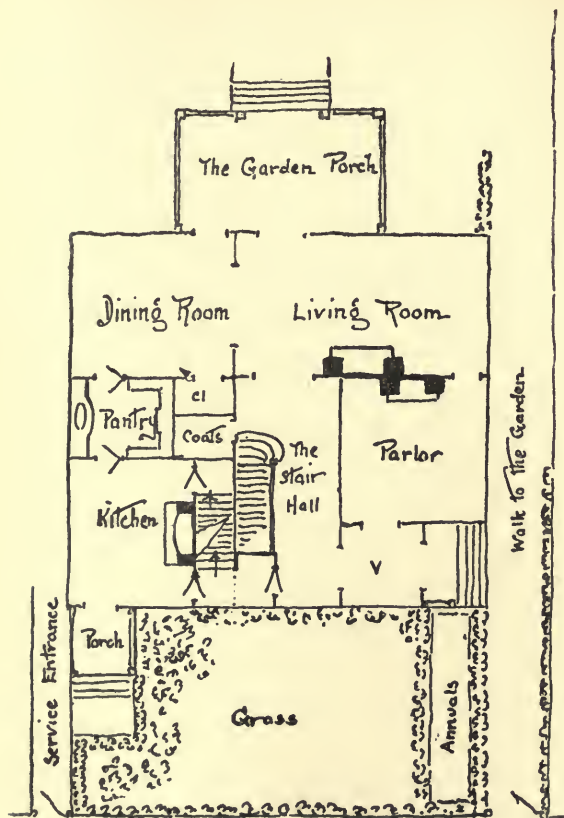 The Garden Porch
Dining Room
Living Room
Cl
Pantry
Coats
The
Stair
Hall
Parlor
Kitchen
V
Walk to the Garden
Porch
Service Entrance
Grass
Annuals